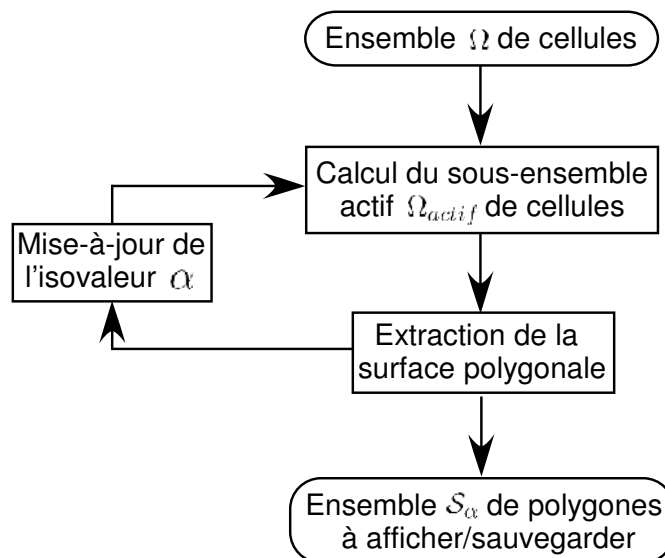 Ensemble Ω de cellules
Calcul du sous-ensemble
actif Ω_actif de cellules
Mise-à-jour de
l'isovaleur α
Extraction de la
surface polygonale
Ensemble 𝒮_α de polygones
à afficher/sauvegarder